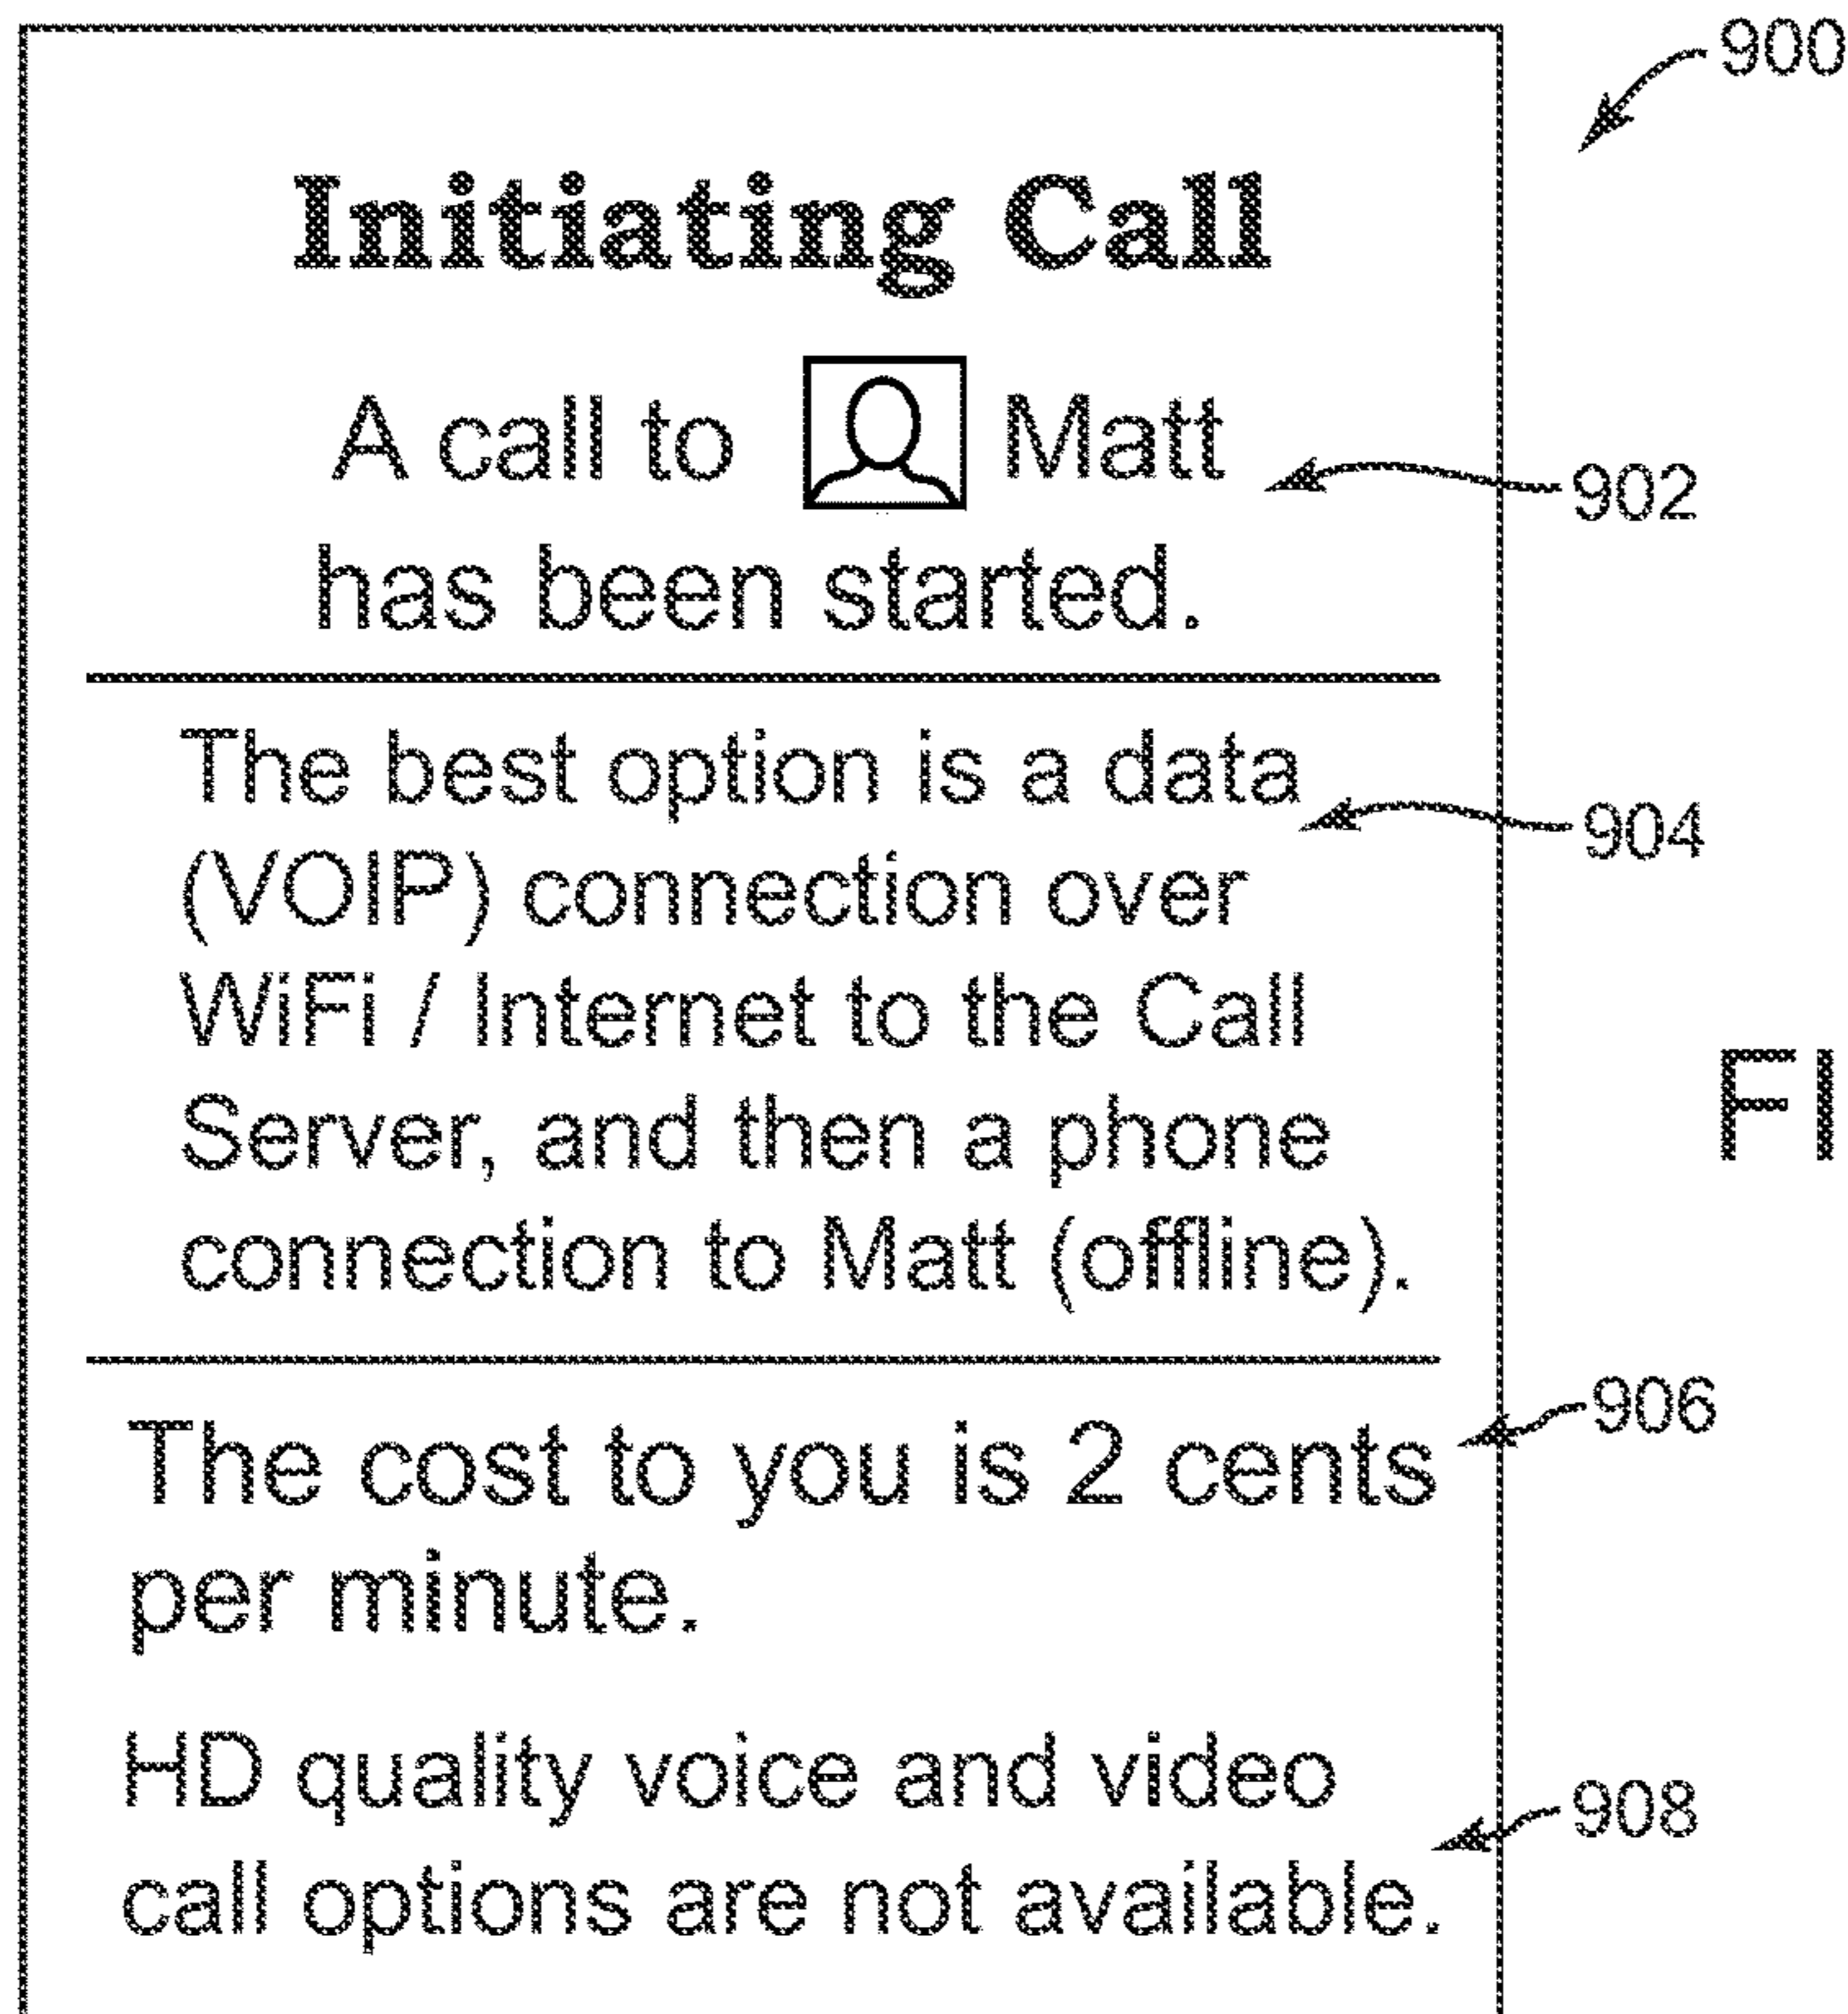 900
Initiating Call
A call to Matt
902
has been started.
The best option is a data
904
(VOIP) connection over
WiFi / Internet to the Call
Server, and then a phone
connection to Matt (offline).
FI
906
The cost to you is 2 cents
per minute.
HD quality voice and video
908
call options are not available.